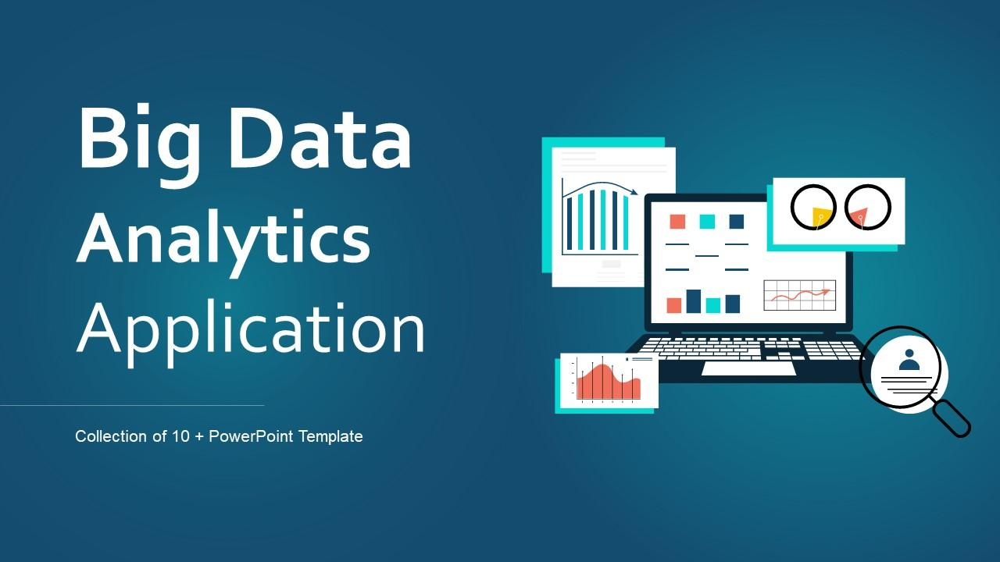 Big Data
Analytics
Application
Collection of 10 + PowerPoint Template